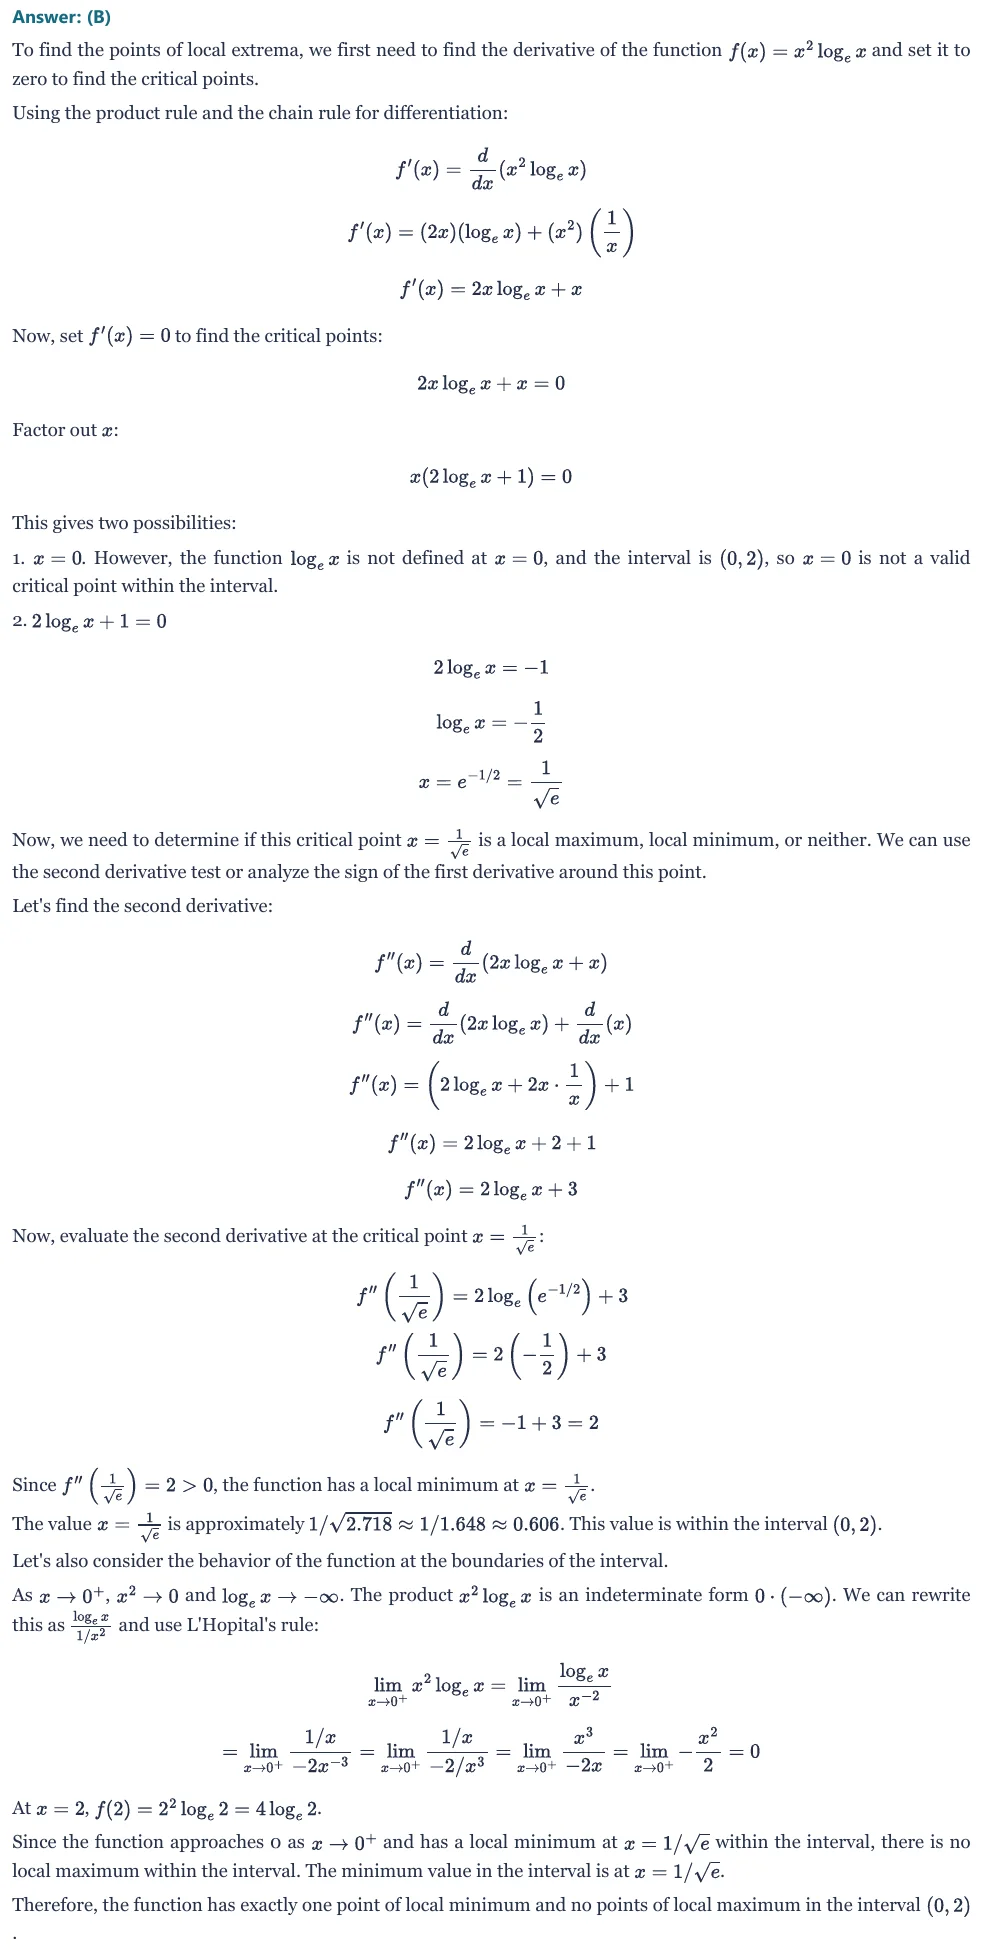 Answer: (B)
To find the points of local extrema, we first need to find the derivative of the function f(x) = x² logₑ x and set it to
zero to find the critical points.
Using the product rule and the chain rule for differentiation:
f′(x) = d/dx (x² logₑ x)
f′(x) = (2x)(logₑ x) + (x²) (1/x)
f′(x) = 2x logₑ x + x
Now, set f′(x) = 0 to find the critical points:
2x logₑ x + x = 0
Factor out x:
x(2 logₑ x + 1) = 0
This gives two possibilities:
1. x = 0. However, the function logₑ x is not defined at x = 0, and the interval is (0, 2), so x = 0 is not a valid
critical point within the interval.
2. 2 logₑ x + 1 = 0
2 logₑ x = −1
logₑ x = −1/2
x = e^(−1/2) = 1/√e
Now, we need to determine if this critical point x = 1/√e is a local maximum, local minimum, or neither. We can use
the second derivative test or analyze the sign of the first derivative around this point.
Let's find the second derivative:
f″(x) = d/dx (2x logₑ x + x)
f″(x) = d/dx (2x logₑ x) + d/dx (x)
f″(x) = (2 logₑ x + 2x · 1/x) + 1
f″(x) = 2 logₑ x + 2 + 1
f″(x) = 2 logₑ x + 3
Now, evaluate the second derivative at the critical point x = 1/√e:
f″ (1/√e) = 2 logₑ (e^(−1/2)) + 3
f″ (1/√e) = 2 (−1/2) + 3
f″ (1/√e) = −1 + 3 = 2
Since f″ (1/√e) = 2 > 0, the function has a local minimum at x = 1/√e.
The value x = 1/√e is approximately 1/√2.718 ≈ 1/1.648 ≈ 0.606. This value is within the interval (0, 2).
Let's also consider the behavior of the function at the boundaries of the interval.
As x → 0⁺, x² → 0 and logₑ x → −∞. The product x² logₑ x is an indeterminate form 0 · (−∞). We can rewrite
this as logₑ x / 1/x² and use L'Hopital's rule:
lim x→0⁺ x² logₑ x = lim x→0⁺ logₑ x / x⁻²
= lim x→0⁺ 1/x / −2x⁻³ = lim x→0⁺ 1/x / −2/x³ = lim x→0⁺ x³ / −2x = lim x→0⁺ − x²/2 = 0
At x = 2, f(2) = 2² logₑ 2 = 4 logₑ 2.
Since the function approaches 0 as x → 0⁺ and has a local minimum at x = 1/√e within the interval, there is no
local maximum within the interval. The minimum value in the interval is at x = 1/√e.
Therefore, the function has exactly one point of local minimum and no points of local maximum in the interval (0, 2)
.